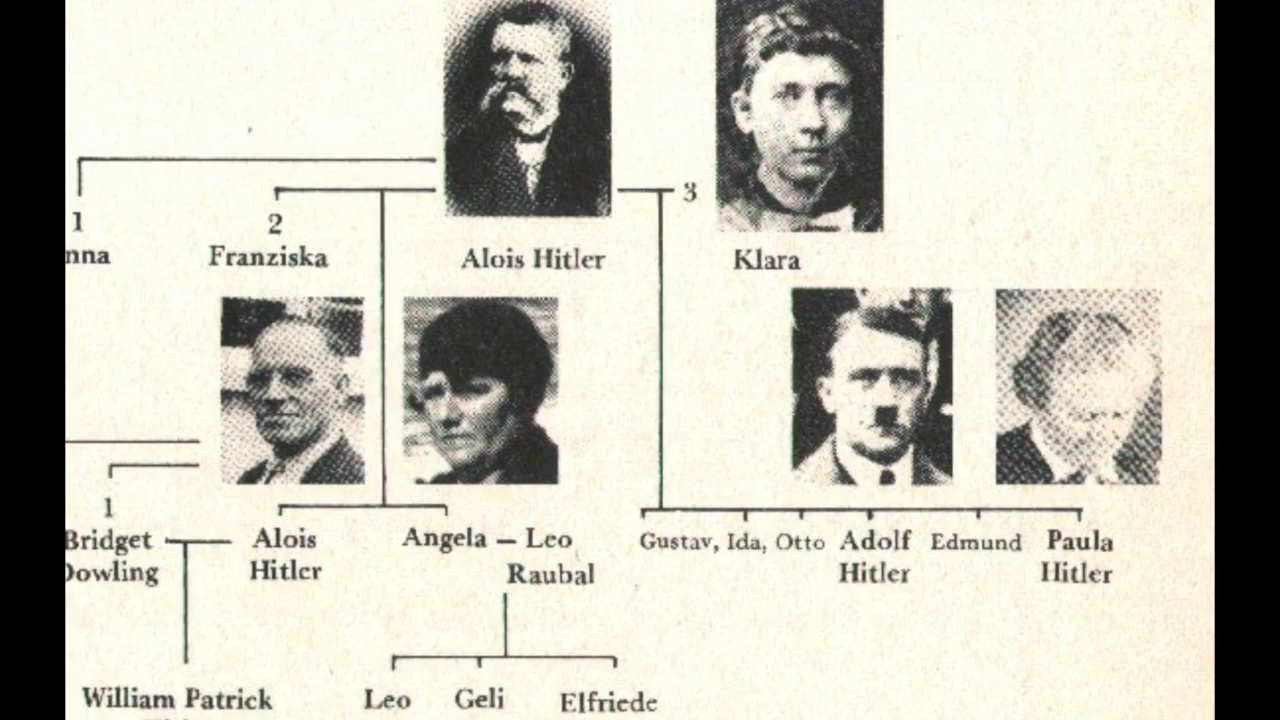 1
2
3
nna
Franziska
Alois Hitler
Klara
1
Bridget
Dowling
Alois
Hitler
Angela – Leo
Raubal
Gustav, Ida, Otto
Adolf
Hitler
Edmund
Paula
Hitler
William Patrick
Leo
Geli
Elfriede